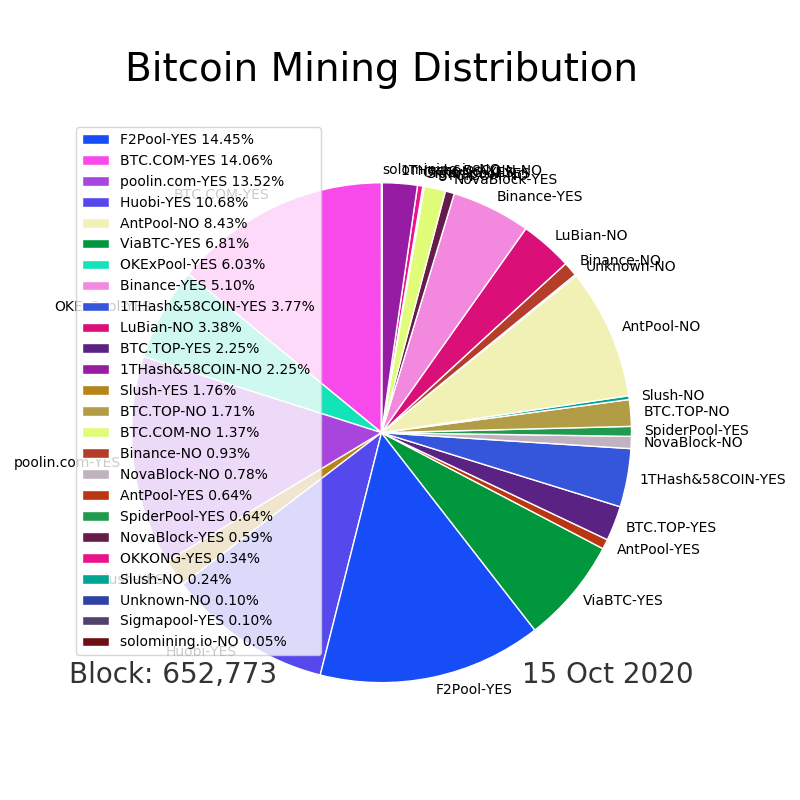 Bitcoin Mining Distribution
F2Pool-YES 14.45%
BTC.COM-YES 14.06%
poolin.com-YES 13.52%
Huobi-YES 10.68%
AntPool-NO 8.43%
ViaBTC-YES 6.81%
OKExPool-YES 6.03%
Binance-YES 5.10%
1THash&58COIN-YES 3.77%
LuBian-NO 3.38%
BTC.TOP-YES 2.25%
1THash&58COIN-NO 2.25%
Slush-YES 1.76%
BTC.TOP-NO 1.71%
BTC.COM-NO 1.37%
Binance-NO 0.93%
NovaBlock-NO 0.78%
AntPool-YES 0.64%
SpiderPool-YES 0.64%
NovaBlock-YES 0.59%
OKKONG-YES 0.34%
Slush-NO 0.24%
Unknown-NO 0.10%
Sigmapool-YES 0.10%
solomining.io-NO 0.05%
solomining.io-NO
1THash&58COIN-NO
NovaBlock-YES
Binance-YES
LuBian-NO
Binance-NO
Unknown-NO
AntPool-NO
Slush-NO
BTC.TOP-NO
SpiderPool-YES
NovaBlock-NO
1THash&58COIN-YES
BTC.TOP-YES
AntPool-YES
ViaBTC-YES
F2Pool-YES
Huobi-YES
poolin.com-YES
BTC.COM-YES
Block: 652,773
15 Oct 2020